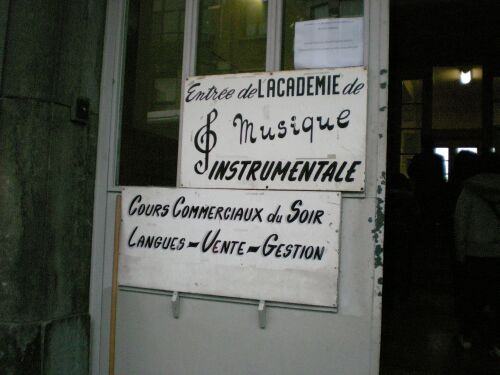 Entrée de L'ACADEMIE de
Musique
INSTRUMENTALE
COURS COMMERCIAUX du SOIR
LANGUES - VENTE - GESTION